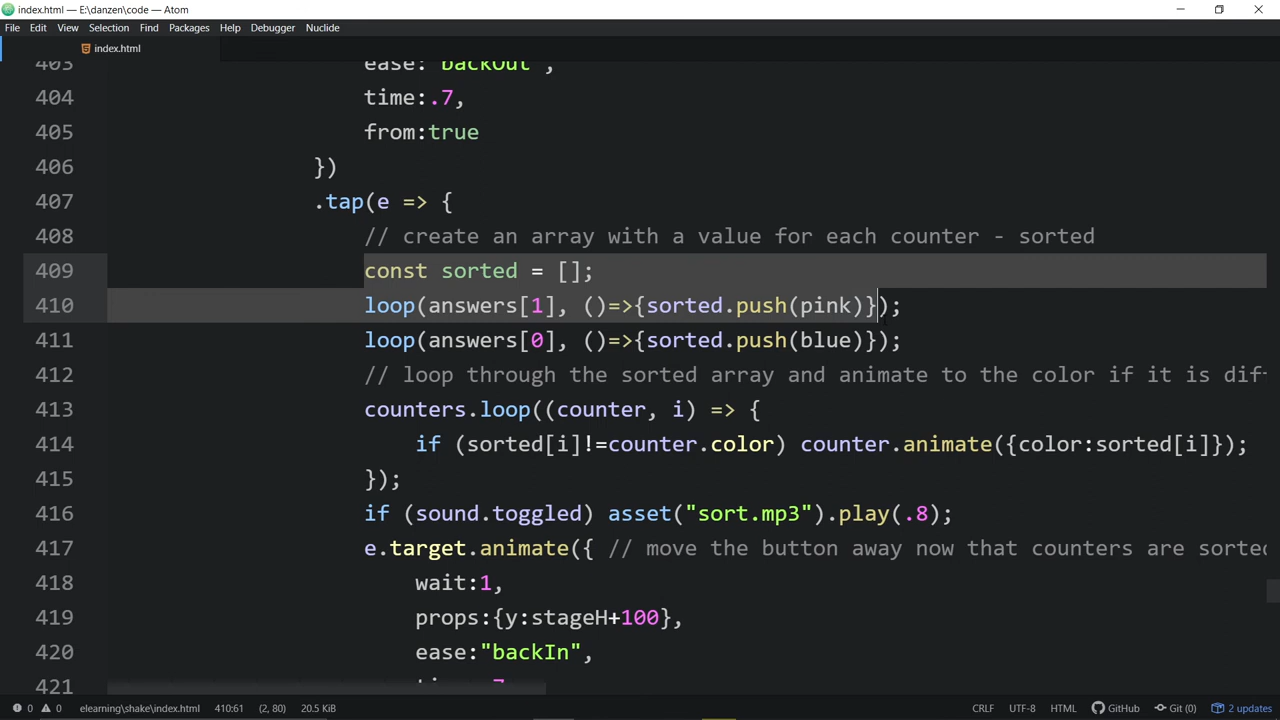 index.html — E:\danzen\code — Atom
File Edit View Selection Find Packages Help Debugger Nuclide
index.html
403 ease:"backOut",
404 time:.7,
405 from:true
406 })
407 .tap(e => {
408 // create an array with a value for each counter - sorted
409 const sorted = [];
410 loop(answers[1], ()=>{sorted.push(pink)});
411 loop(answers[0], ()=>{sorted.push(blue)});
412 // loop through the sorted array and animate to the color if it is dif
413 counters.loop((counter, i) => {
414 if (sorted[i]!=counter.color) counter.animate({color:sorted[i]});
415 });
416 if (sound.toggled) asset("sort.mp3").play(.8);
417 e.target.animate({ // move the button away now that counters are sorted
418 wait:1,
419 props:{y:stageH+100},
420 ease:"backIn",
421
0 0 elearning\shake\index.html 410:61 (2, 80) 20.5 KiB CRLF UTF-8 HTML GitHub Git (0) 2 updates